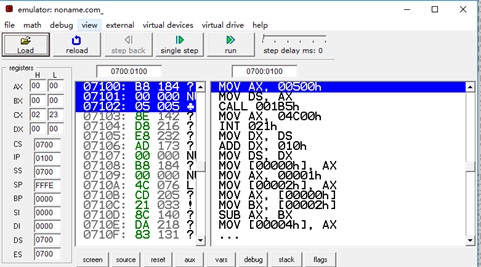 emulator: noname.com_
file math debug view external virtual devices virtual drive help
Load reload step back single step run step delay ms: 0
registers 0700:0100 0700:0100
H L
AX 00 00
BX 00 00
CX 02 23
DX 00 00
CS 0700
IP 0100
SS 0700
SP FFFE
BP 0000
SI 0000
DI 0000
DS 0700
ES 0700
07100: B8 184 ?
07101: 00 000 NU
07102: 05 005 ♣
07103: 8E 142 ?
07104: D8 216 ?
07105: E8 232 ?
07106: AD 173 ?
07107: 00 000 NU
07108: B8 184 ?
07109: 00 000 NU
0710A: 4C 076 L
0710B: CD 205 ?
0710C: 21 033 !
0710D: 8C 140 ?
0710E: DA 218 ?
0710F: 83 131 ?
MOV AX, 00500h
MOV DS, AX
CALL 001B5h
MOV AX, 04C00h
INT 021h
MOV DX, DS
ADD DX, 010h
MOV DS, DX
MOV [00000h], AX
MOV AX, 00001h
MOV [00002h], AX
MOV AX, [00000h]
MOV BX, [00002h]
SUB AX, BX
MOV [00004h], AX
...
screen source reset aux vars debug stack flags